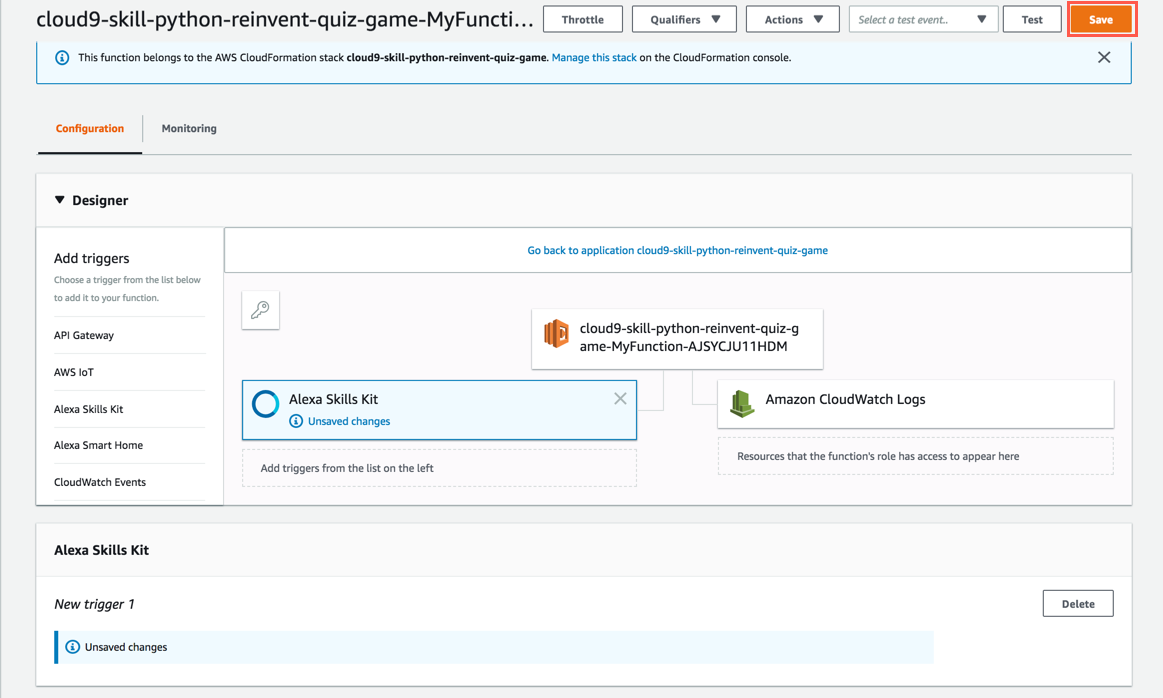 cloud9-skill-python-reinvent-quiz-game-MyFuncti...
Throttle
Qualifiers
Actions
Select a test event..
Test
Save
This function belongs to the AWS CloudFormation stack cloud9-skill-python-reinvent-quiz-game. Manage this stack on the CloudFormation console.
Configuration
Monitoring
Designer
Add triggers
Choose a trigger from the list below
to add it to your function.
API Gateway
AWS IoT
Alexa Skills Kit
Alexa Smart Home
CloudWatch Events
Go back to application cloud9-skill-python-reinvent-quiz-game
cloud9-skill-python-reinvent-quiz-g
ame-MyFunction-AJSYCJU11HDM
Alexa Skills Kit
Unsaved changes
Add triggers from the list on the left
Amazon CloudWatch Logs
Resources that the function's role has access to appear here
Alexa Skills Kit
New trigger 1
Delete
Unsaved changes